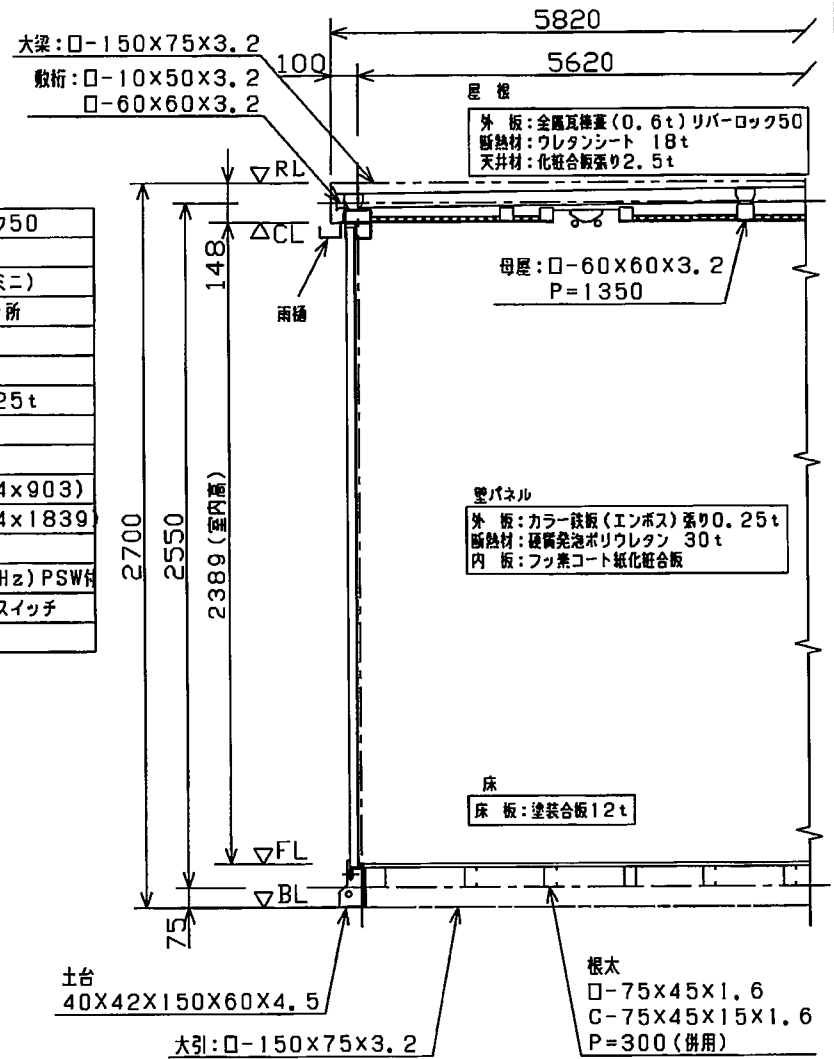 5820
5620
100
大梁:□-150X75X3.2
敷桁:□-10X50X3.2
□-60X60X3.2
屋 根
外 板:金属瓦棒葺(0.6t)リバーロック50
断熱材:ウレタンシート 18t
天井材:化粧合板張り2.5t
▽RL
△CL
148
雨樋
母屋:□-60X60X3.2
P=1350
ク50
ミニ)
所
25t
4x903)
4x1839)
Hz)PSW付
スイッチ
2700
2550
2389(室内高)
壁パネル
外 板:カラー鉄板(エンボス)張り0.25t
断熱材:硬質発泡ポリウレタン 30t
内 板:フッ素コート紙化粧合板
床
床 板:塗装合板12t
▽FL
▽BL
75
土台
40X42X150X60X4.5
大引:□-150X75X3.2
根太
□-75X45X1.6
C-75X45X15X1.6
P=300(併用)